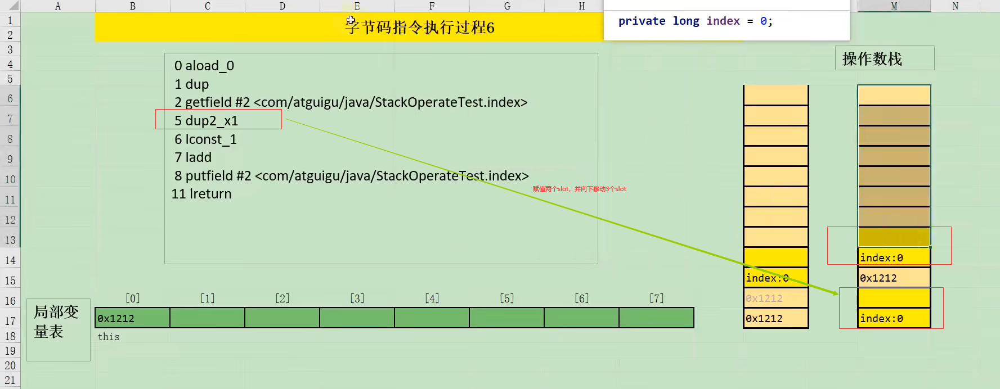 A B C D E F G H M N
1
2
3
4
5
6
7
8
9
10
11
12
13
14
15
16
17
18
19
20
21
字节码指令执行过程6
private long index = 0;
操作数栈
0 aload_0
1 dup
2 getfield #2 <com/atguigu/java/StackOperateTest.index>
5 dup2_x1
6 lconst_1
7 ladd
8 putfield #2 <com/atguigu/java/StackOperateTest.index>
11 lreturn
赋值两个slot，并向下移动3个slot
index:0
0x1212
0x1212
index:0
0x1212
index:0
局部变
量表
[0] [1] [2] [3] [4] [5] [6] [7]
0x1212
this